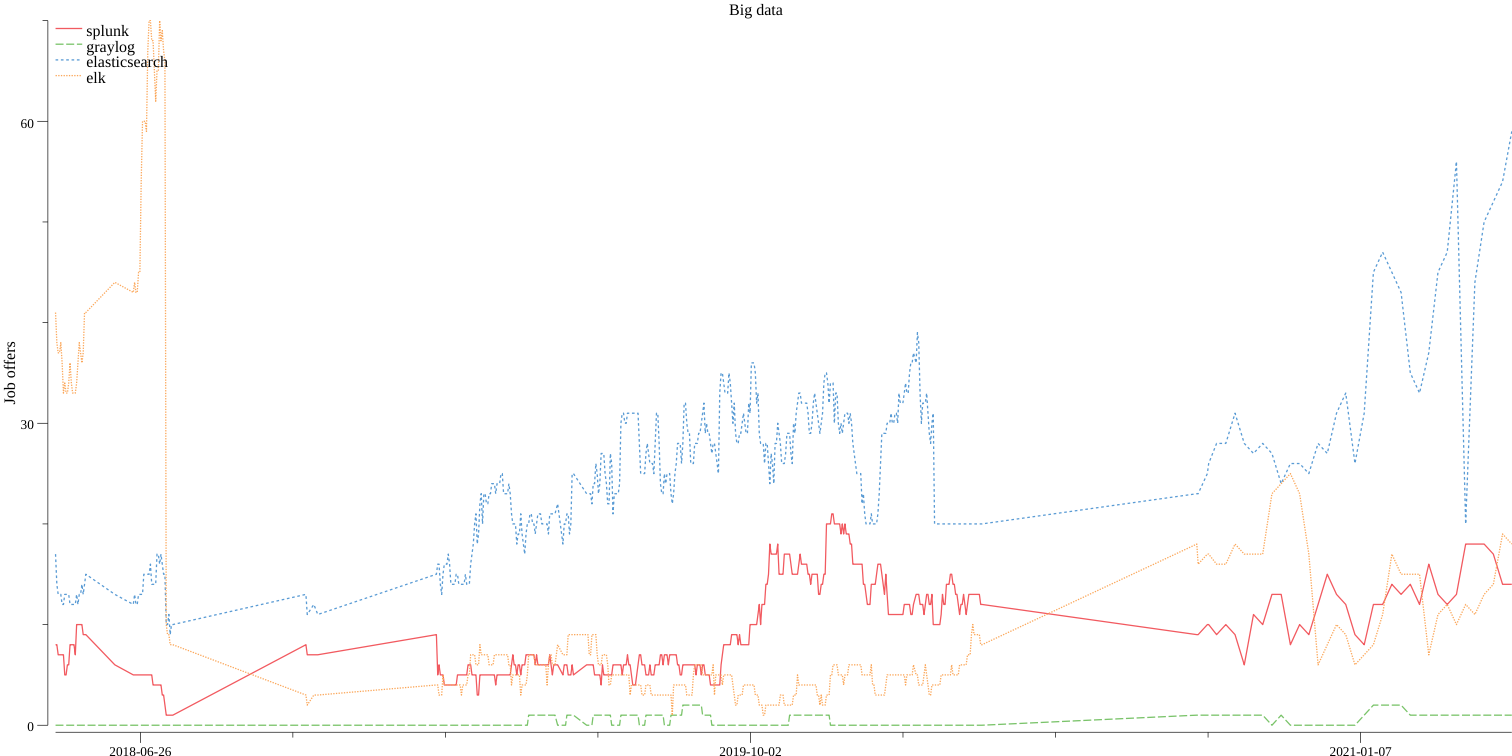 Big data
splunk
graylog
elasticsearch
elk
60
30
0
Job offers
2018-06-26
2019-10-02
2021-01-07